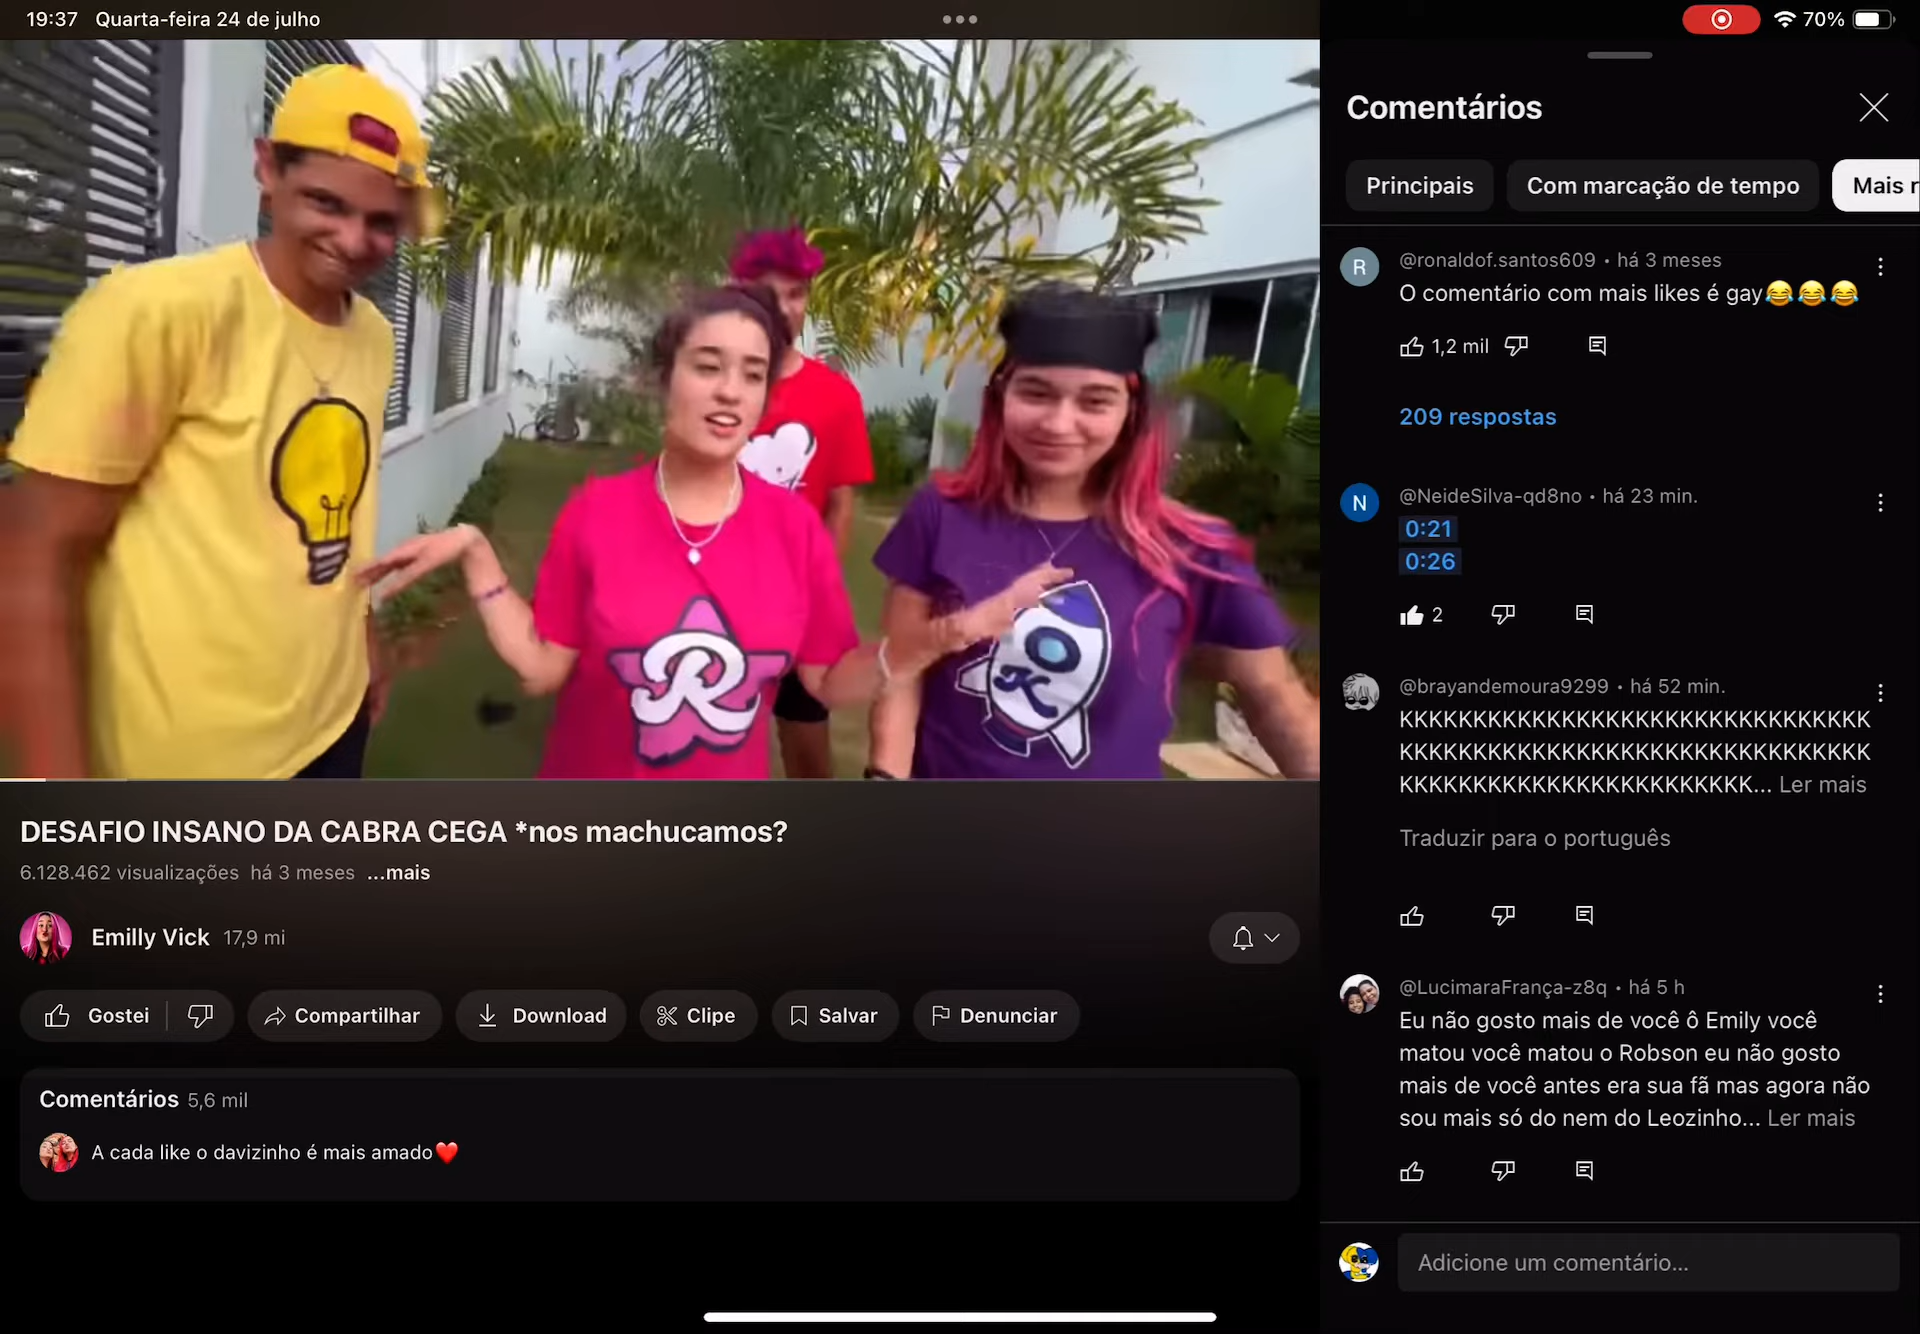 19:37 Quarta-feira 24 de julho
70%
R
K
DESAFIO INSANO DA CABRA CEGA *nos machucamos?
6.128.462 visualizações há 3 meses ...mais
Emilly Vick 17,9 mi
Gostei
Compartilhar
Download
Clipe
Salvar
Denunciar
Comentários 5,6 mil
A cada like o davizinho é mais amado❤️
Comentários
Principais
Com marcação de tempo
Mais r
R
@ronaldof.santos609 • há 3 meses
O comentário com mais likes é gay😂😂😂
1,2 mil
209 respostas
N
@NeideSilva-qd8no • há 23 min.
0:21
0:26
2
@brayandemoura9299 • há 52 min.
KKKKKKKKKKKKKKKKKKKKKKKKKKKKKKKK
KKKKKKKKKKKKKKKKKKKKKKKKKKKKKKKK
KKKKKKKKKKKKKKKKKKKKKKKK... Ler mais
Traduzir para o português
@LucimaraFrança-z8q • há 5 h
Eu não gosto mais de você ô Emily você
matou você matou o Robson eu não gosto
mais de você antes era sua fã mas agora não
sou mais só do nem do Leozinho... Ler mais
Adicione um comentário...